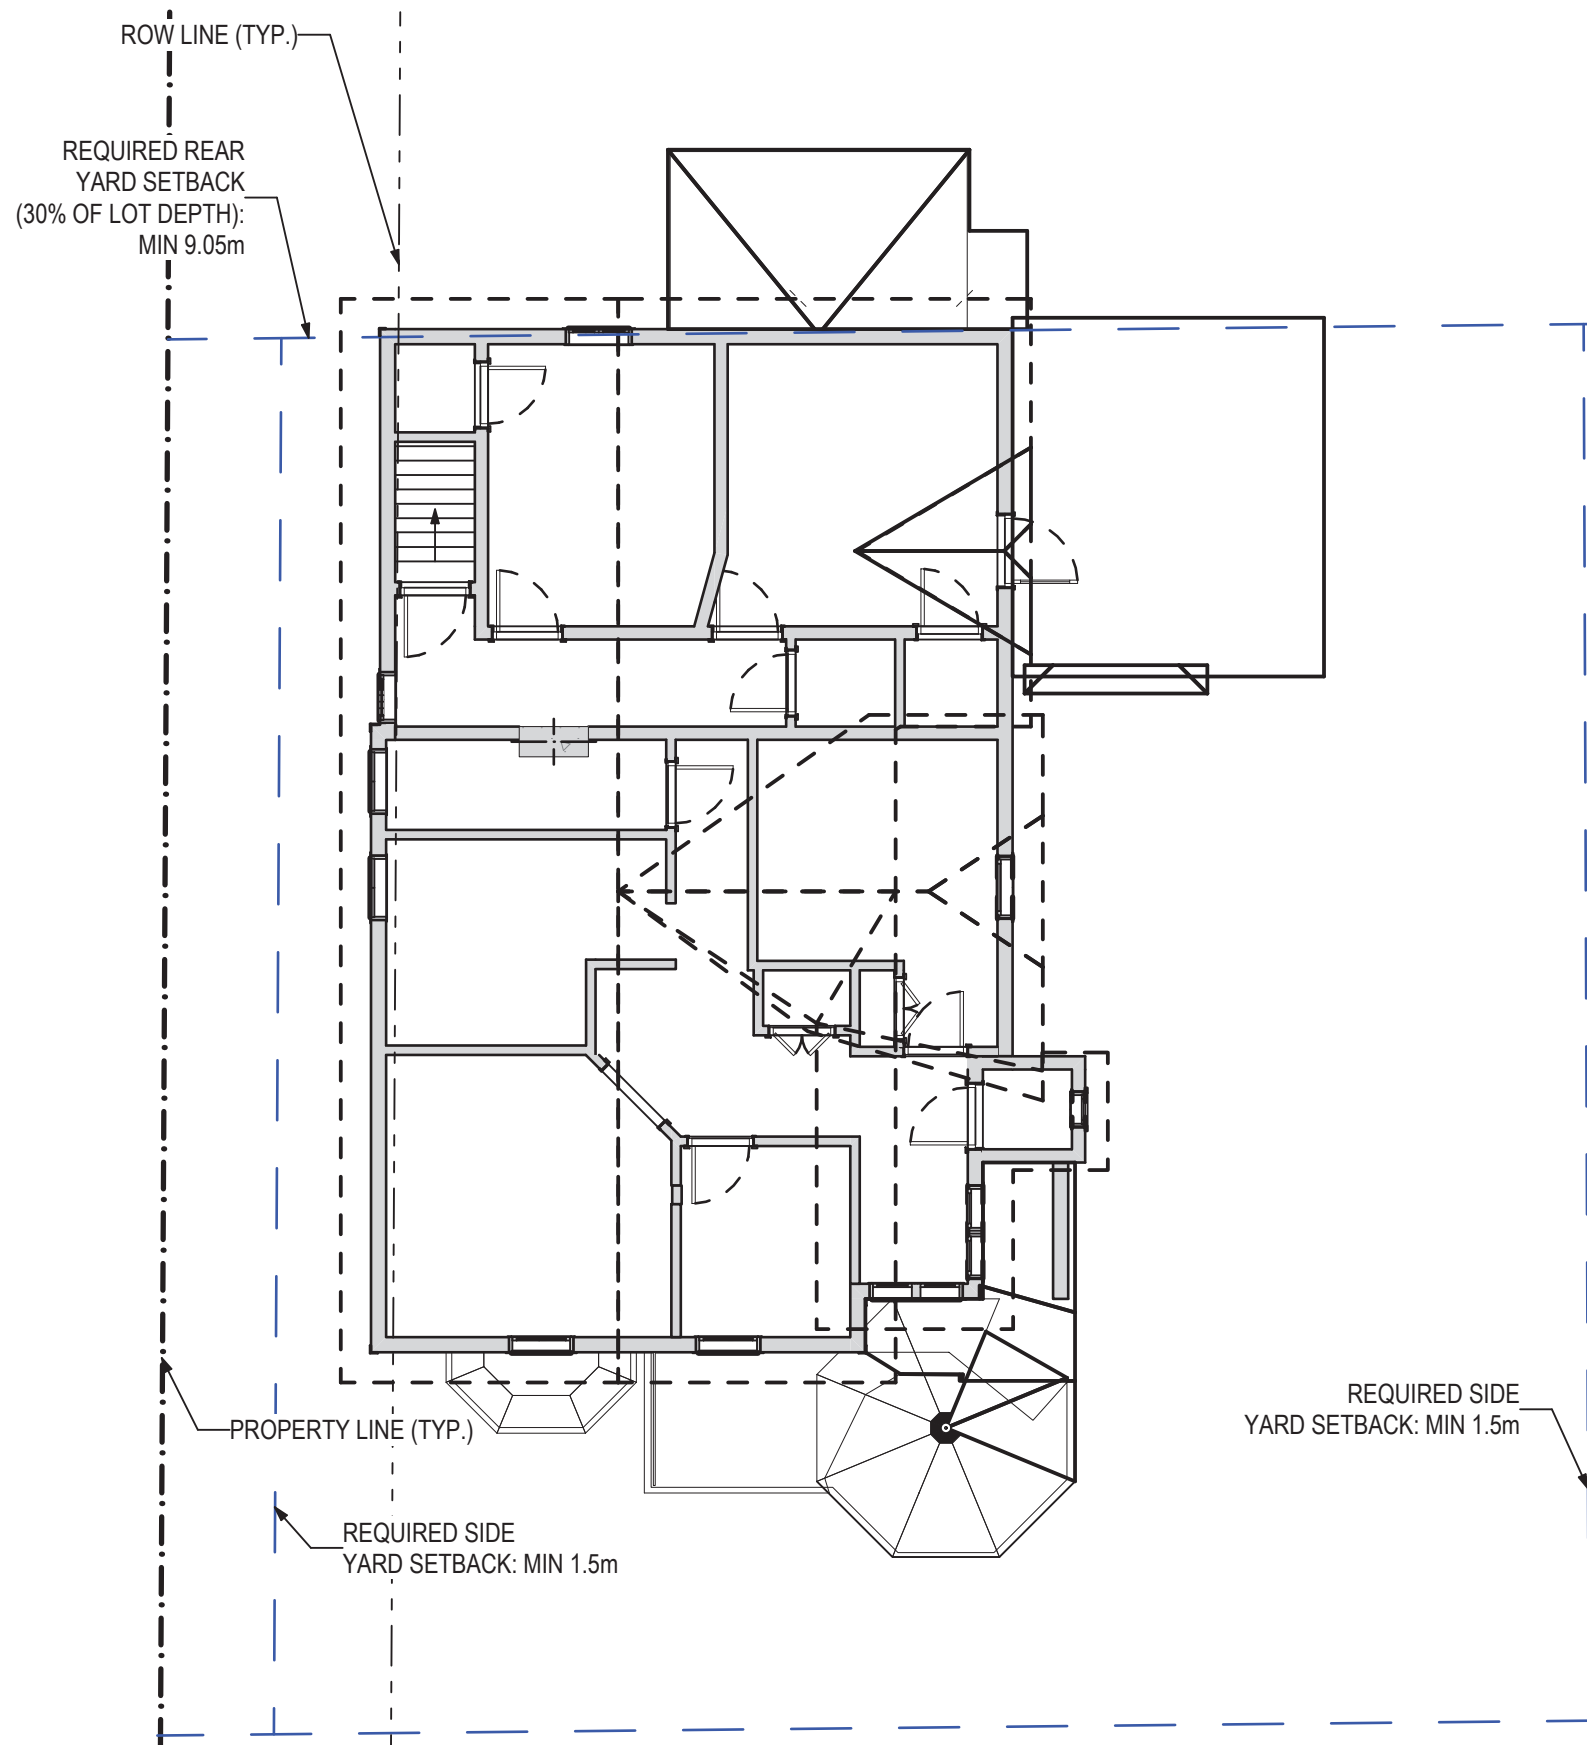 ROW LINE (TYP.)
REQUIRED REAR
YARD SETBACK
(30% OF LOT DEPTH):
MIN 9.05m
REQUIRED SIDE
YARD SETBACK: MIN 1.5m
PROPERTY LINE (TYP.)
REQUIRED SIDE
YARD SETBACK: MIN 1.5m